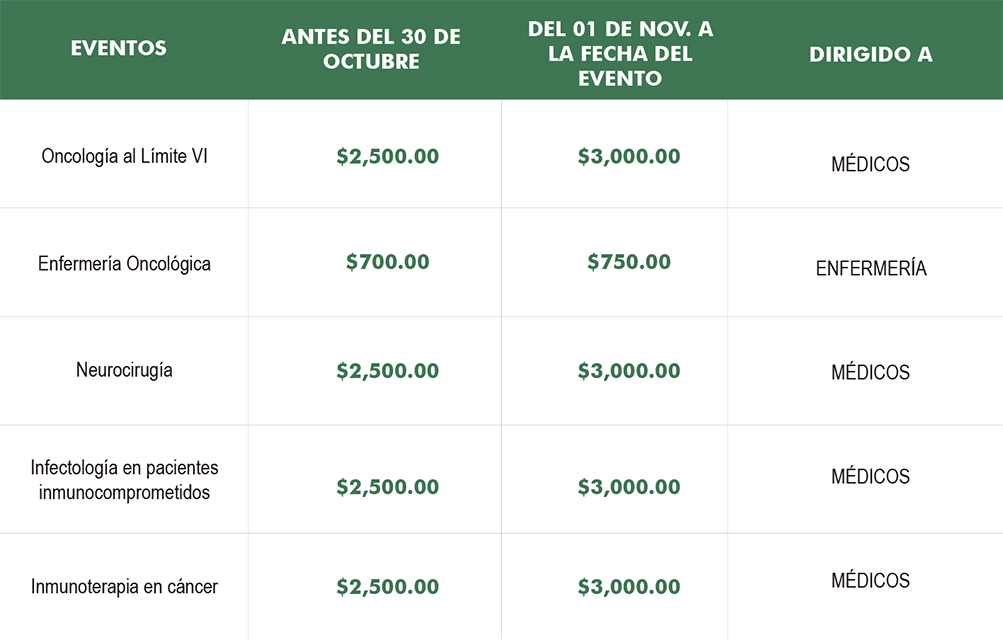 EVENTOS
ANTES DEL 30 DE
OCTUBRE
DEL 01 DE NOV. A
LA FECHA DEL
EVENTO
DIRIGIDO A
Oncología al Límite VI
$2,500.00
$3,000.00
MÉDICOS
Enfermería Oncológica
$700.00
$750.00
ENFERMERÍA
Neurocirugía
$2,500.00
$3,000.00
MÉDICOS
Infectología en pacientes
inmunocomprometidos
$2,500.00
$3,000.00
MÉDICOS
Inmunoterapia en cáncer
$2,500.00
$3,000.00
MÉDICOS